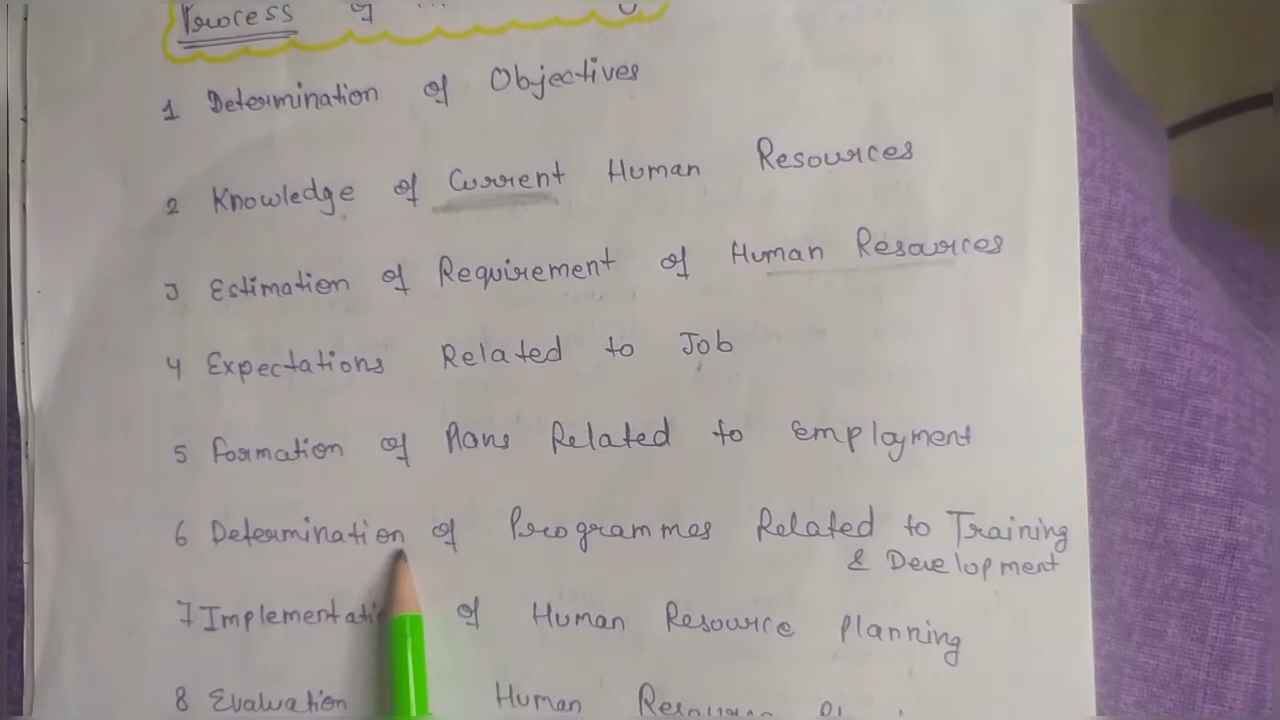 Process of
1 Determination of Objectives
2 Knowledge of Current Human Resources
3 Estimation of Requirement of Human Resources
4 Expectations Related to Job
5 Formation of Plans Related to Employment
6 Determination of Programmes Related to Training
& Development
7 Implementati of Human Resource Planning
8 Evaluation Human Resource